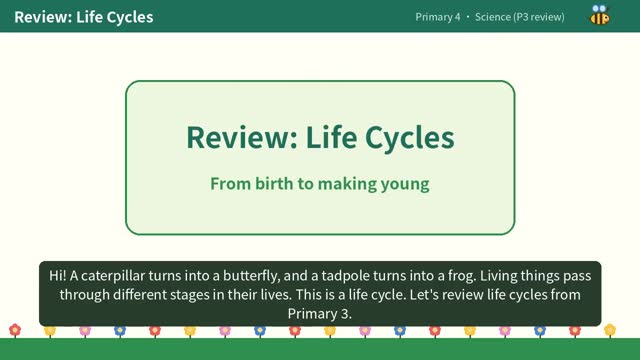 Review: Life Cycles
Primary 4 • Science (P3 review)
Review: Life Cycles
From birth to making young
Hi! A caterpillar turns into a butterfly, and a tadpole turns into a frog. Living things pass
through different stages in their lives. This is a life cycle. Let's review life cycles from
Primary 3.